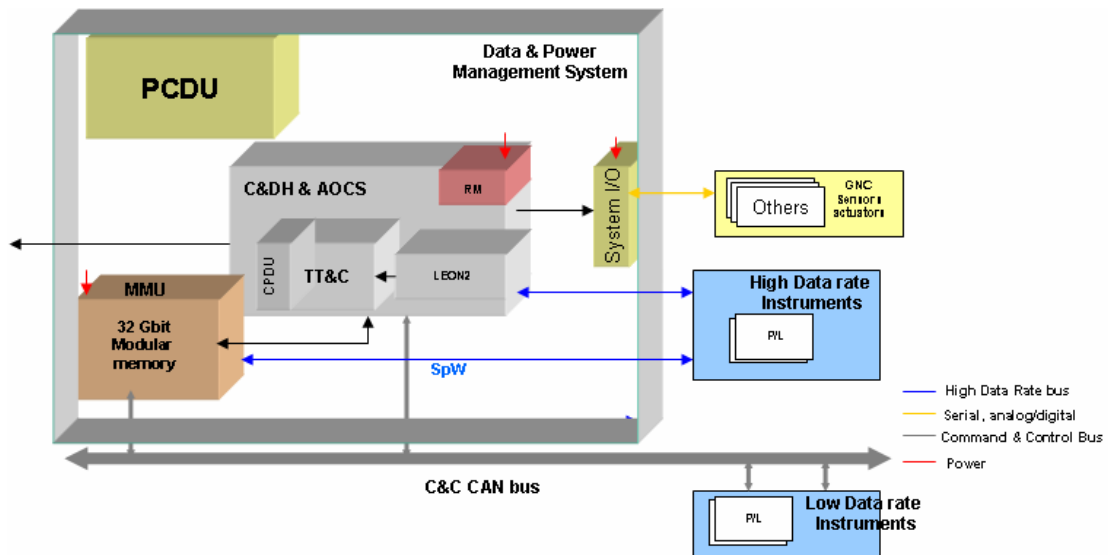 Data & Power
Management System
PCDU
C&DH & AOCS
RM
System I/O
Others
GNC
Sensors
actuators
CPDU
TT&C
LEON2
MMU
32 Gbit
Modular
memory
High Data rate
Instruments
P/L
SpW
High Data Rate bus
Serial, analog/digital
Command & Control Bus
Power
C&C CAN bus
Low Data rate
Instruments
P/L